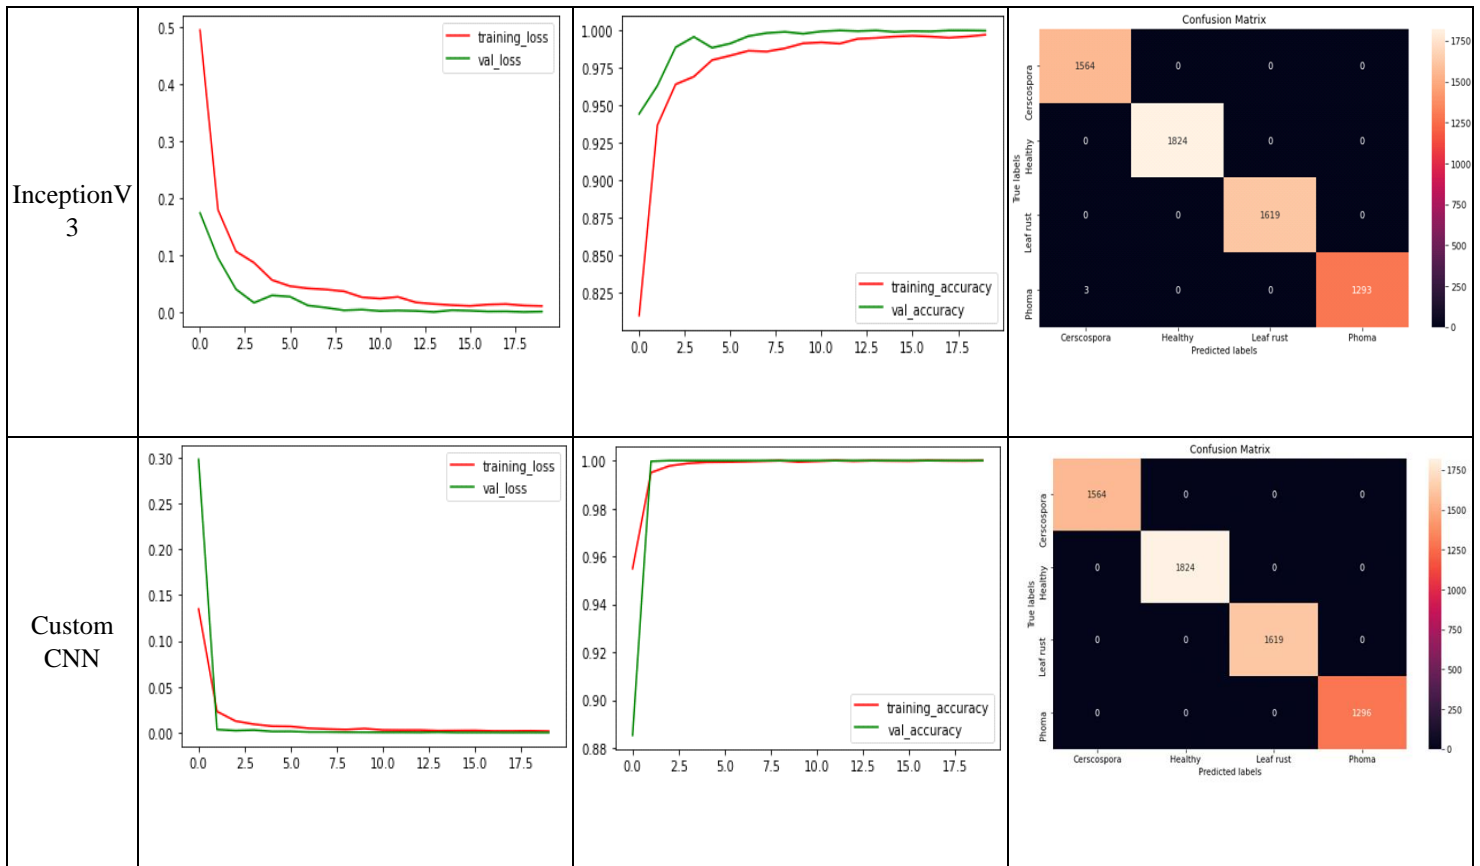 InceptionV
3
0.5
0.4
0.3
0.2
0.1
0.0
training_loss
val_loss
0.0 2.5 5.0 7.5 10.0 12.5 15.0 17.5
1.000
0.975
0.950
0.925
0.900
0.875
0.850
0.825
training_accuracy
val_accuracy
0.0 2.5 5.0 7.5 10.0 12.5 15.0 17.5
Confusion Matrix
True labels
Cerscospora
Healthy
Leaf rust
Phoma
1564 0 0 0
0 1824 0 0
0 0 1619 0
3 0 0 1293
Cerscospora Healthy Leaf rust Phoma
Predicted labels
1750
1500
1250
1000
750
500
250
0
Custom
CNN
0.30
0.25
0.20
0.15
0.10
0.05
0.00
training_loss
val_loss
0.0 2.5 5.0 7.5 10.0 12.5 15.0 17.5
1.00
0.98
0.96
0.94
0.92
0.90
0.88
training_accuracy
val_accuracy
0.0 2.5 5.0 7.5 10.0 12.5 15.0 17.5
Confusion Matrix
True labels
Cerscospora
Healthy
Leaf rust
Phoma
1564 0 0 0
0 1824 0 0
0 0 1619 0
0 0 0 1296
Cerscospora Healthy Leaf rust Phoma
Predicted labels
1750
1500
1250
1000
750
500
250
0